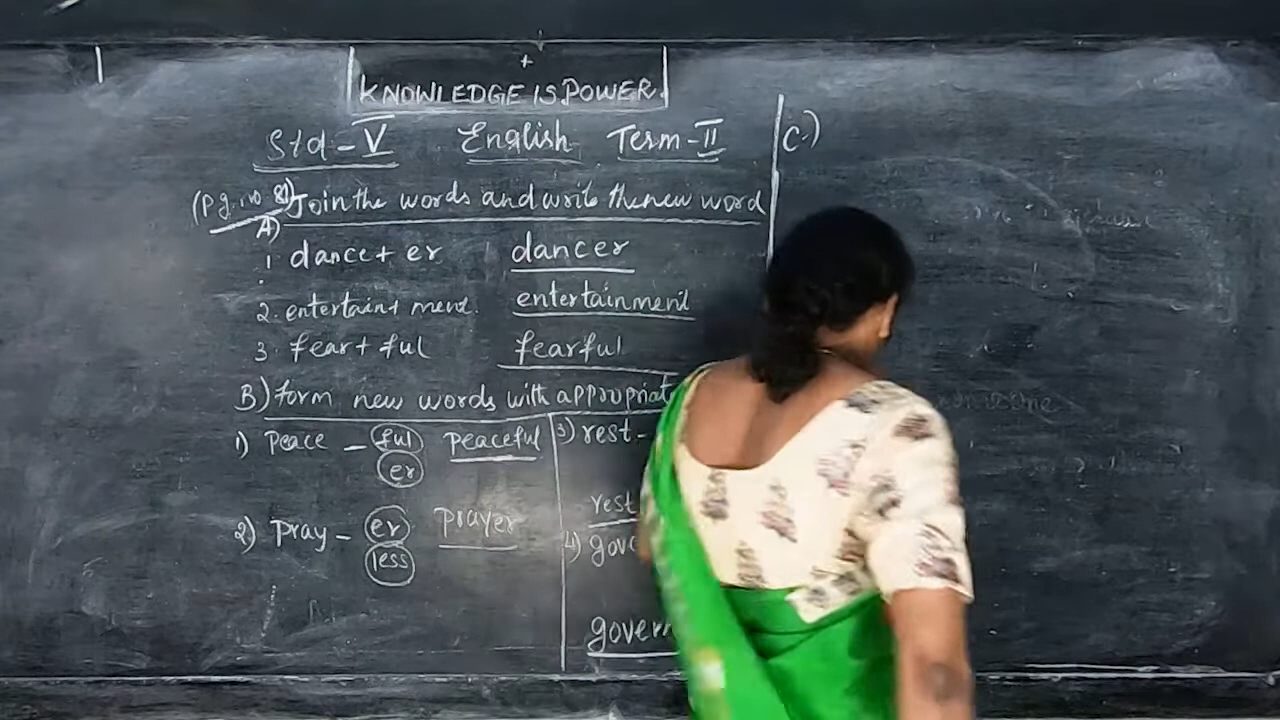 KNOWLEDGE IS POWER.
Std - V English Term - II
(Pg. no 81) Join the words and write the new word
A)
1 dance + er dancer
2. entertain + ment. entertainment
3. fear + ful fearful
B) form new words with appropriat
1) Peace - ful peaceful
er
2) Pray - er prayer
less
3) rest -
rest
4) gove
govern
C.)